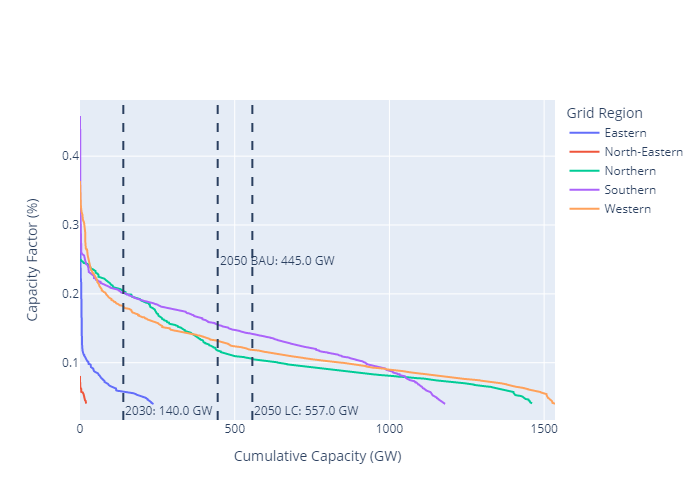 Grid Region
Eastern
North-Eastern
Northern
Southern
Western
Capacity Factor (%)
0.4
0.3
0.2
0.1
2050 BAU: 445.0 GW
2030: 140.0 GW
2050 LC: 557.0 GW
0
500
1000
1500
Cumulative Capacity (GW)